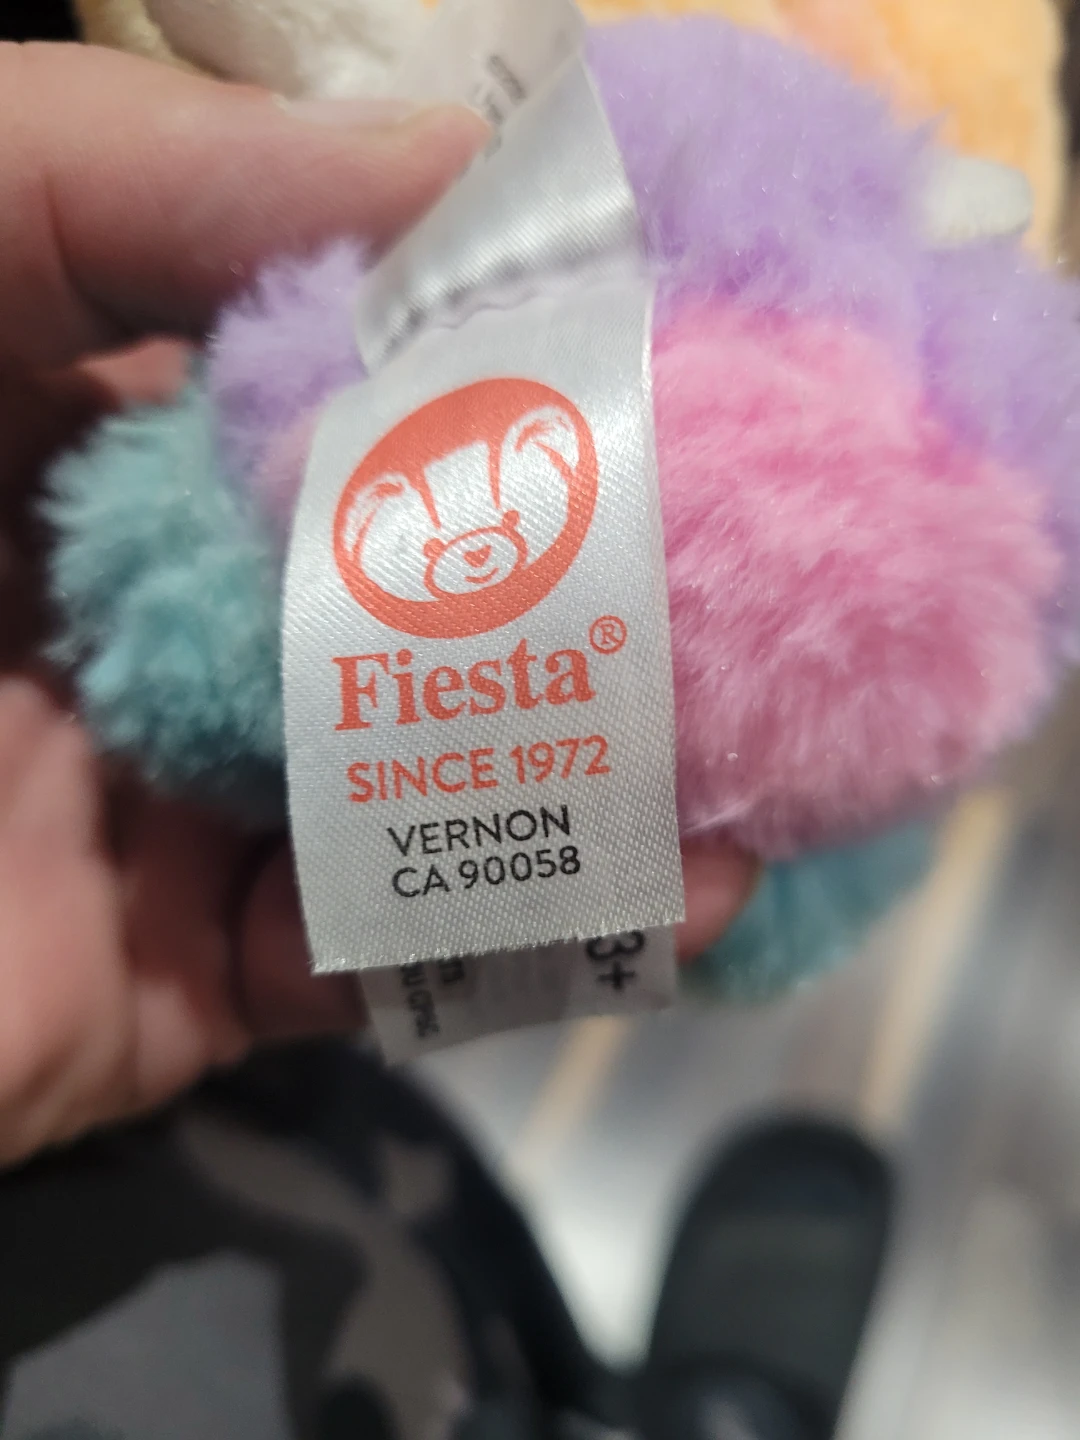 Fiesta®
SINCE 1972
VERNON
CA 90058
3+